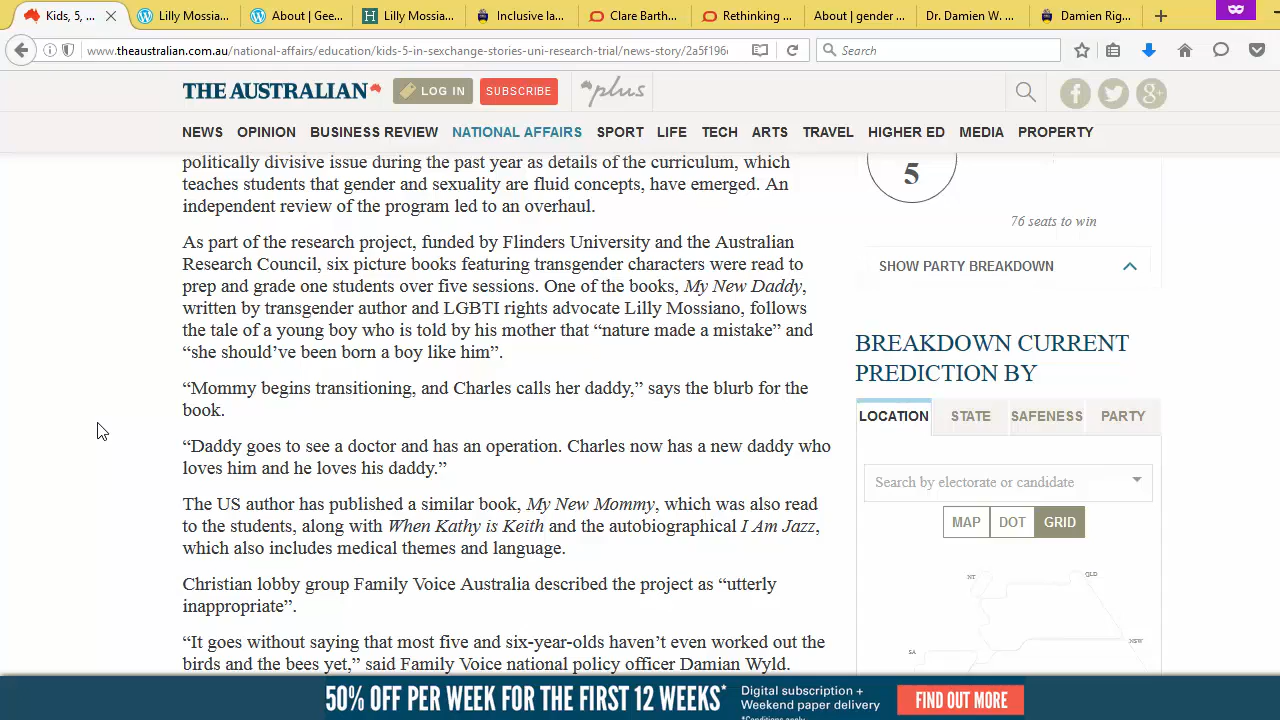 Kids, 5, ...
Lilly Mossia...
About | Gee...
Lilly Mossia...
Inclusive la...
Clare Barth...
Rethinking ...
About | gender ...
Dr. Damien W. ...
Damien Rig...
www.theaustralian.com.au/national-affairs/education/kids-5-in-sexchange-stories-uni-research-trial/news-story/2a5f196
Search
THE AUSTRALIAN
LOG IN
SUBSCRIBE
plus
NEWS OPINION BUSINESS REVIEW NATIONAL AFFAIRS SPORT LIFE TECH ARTS TRAVEL HIGHER ED MEDIA PROPERTY
politically divisive issue during the past year as details of the curriculum, which
teaches students that gender and sexuality are fluid concepts, have emerged. An
independent review of the program led to an overhaul.
As part of the research project, funded by Flinders University and the Australian
Research Council, six picture books featuring transgender characters were read to
prep and grade one students over five sessions. One of the books, My New Daddy,
written by transgender author and LGBTI rights advocate Lilly Mossiano, follows
the tale of a young boy who is told by his mother that “nature made a mistake” and
“she should’ve been born a boy like him”.
“Mommy begins transitioning, and Charles calls her daddy,” says the blurb for the
book.
“Daddy goes to see a doctor and has an operation. Charles now has a new daddy who
loves him and he loves his daddy.”
The US author has published a similar book, My New Mommy, which was also read
to the students, along with When Kathy is Keith and the autobiographical I Am Jazz,
which also includes medical themes and language.
Christian lobby group Family Voice Australia described the project as “utterly
inappropriate”.
“It goes without saying that most five and six-year-olds haven’t even worked out the
birds and the bees yet,” said Family Voice national policy officer Damian Wyld.
5
76 seats to win
SHOW PARTY BREAKDOWN
BREAKDOWN CURRENT
PREDICTION BY
LOCATION STATE SAFENESS PARTY
Search by electorate or candidate
MAP DOT GRID
NT
QLD
NSW
SA
50% OFF PER WEEK FOR THE FIRST 12 WEEKS*
Digital subscription +
Weekend paper delivery
*Conditions apply
FIND OUT MORE